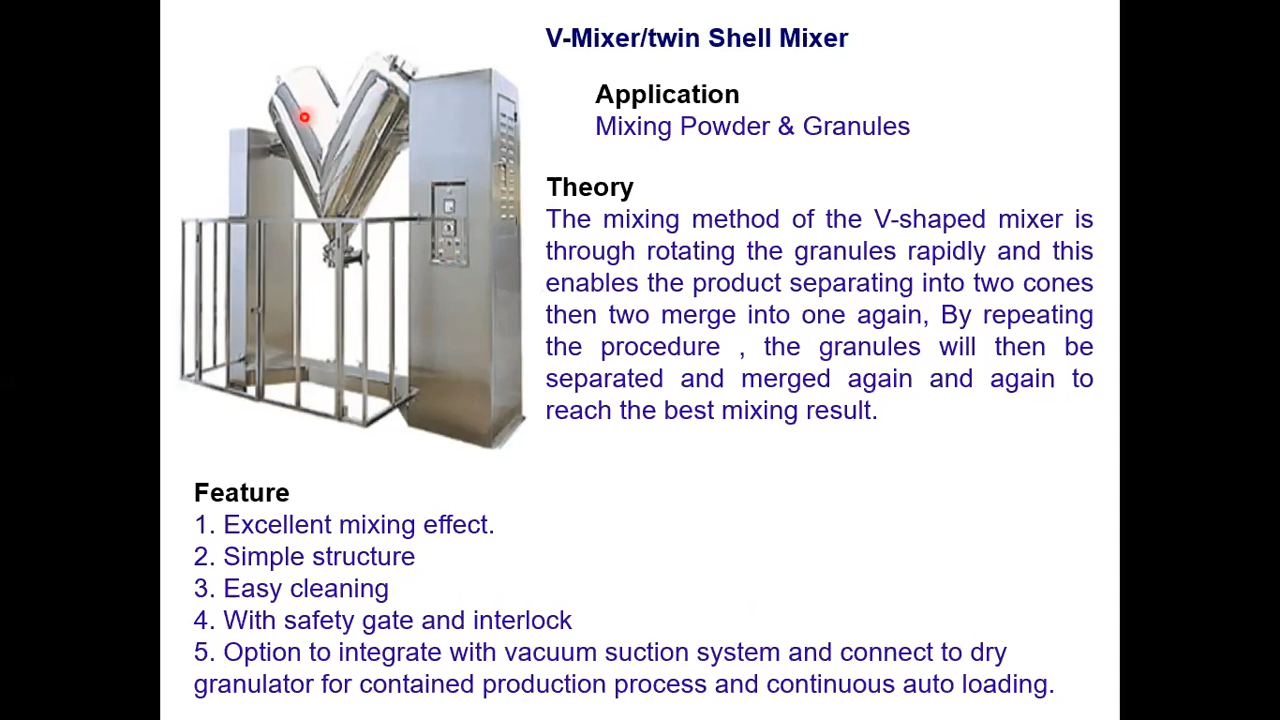 V-Mixer/twin Shell Mixer
Application
Mixing Powder & Granules
Theory
The mixing method of the V-shaped mixer is
through rotating the granules rapidly and this
enables the product separating into two cones
then two merge into one again, By repeating
the procedure , the granules will then be
separated and merged again and again to
reach the best mixing result.
Feature
1. Excellent mixing effect.
2. Simple structure
3. Easy cleaning
4. With safety gate and interlock
5. Option to integrate with vacuum suction system and connect to dry
granulator for contained production process and continuous auto loading.